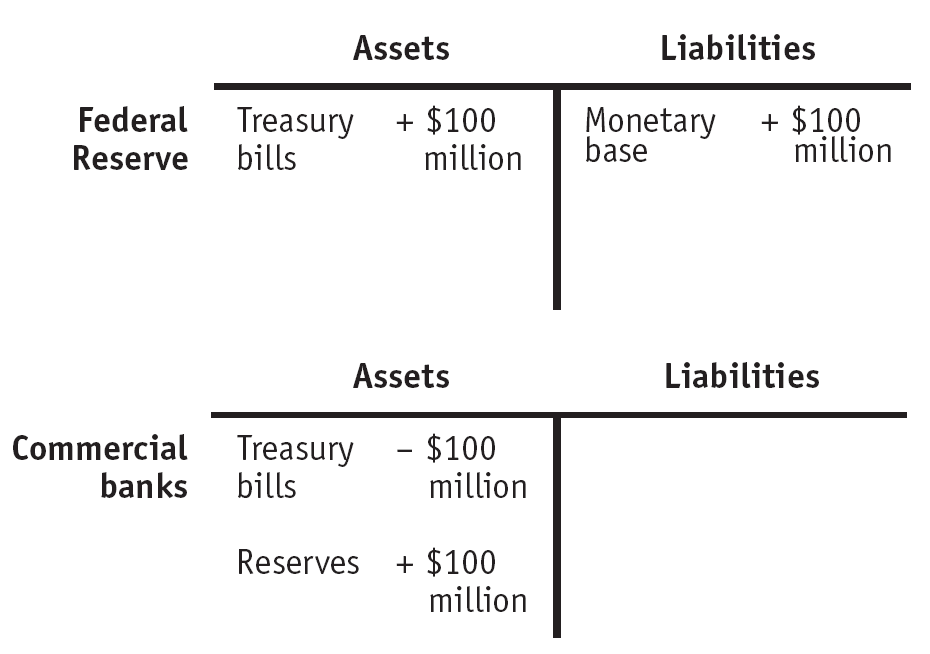 Assets Liabilities
Federal Reserve Treasury bills + $100 million Monetary base + $100 million
Assets Liabilities
Commercial banks Treasury bills – $100 million
Reserves + $100 million